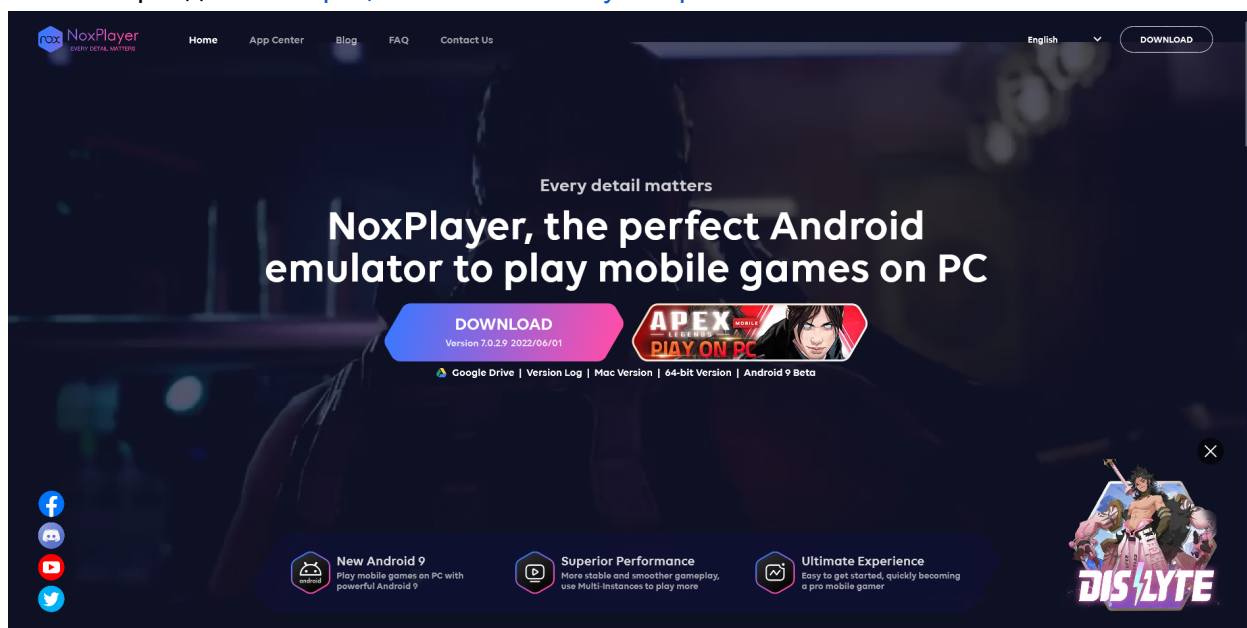 NoxPlayer
EVERY DETAIL MATTERS
Home
App Center
Blog
FAQ
Contact Us
English
DOWNLOAD
Every detail matters
NoxPlayer, the perfect Android
emulator to play mobile games on PC
DOWNLOAD
Version 7.0.2.9 2022/06/01
APEX
LEGENDS
MOBILE
PLAY ON PC
Google Drive | Version Log | Mac Version | 64-bit Version | Android 9 Beta
android
New Android 9
Play mobile games on PC with
powerful Android 9
Superior Performance
More stable and smoother gameplay,
use Multi-Instances to play more
Ultimate Experience
Easy to get started, quickly becoming
a pro mobile gamer
DISLYTE